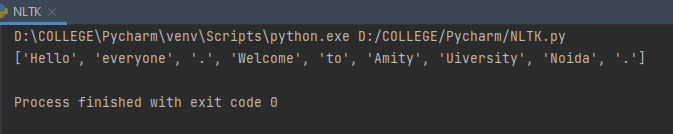 NLTK ×
D:\COLLEGE\Pycharm\venv\Scripts\python.exe D:/COLLEGE/Pycharm/NLTK.py
['Hello', 'everyone', '.', 'Welcome', 'to', 'Amity', 'Uiversity', 'Noida', '.']
Process finished with exit code 0